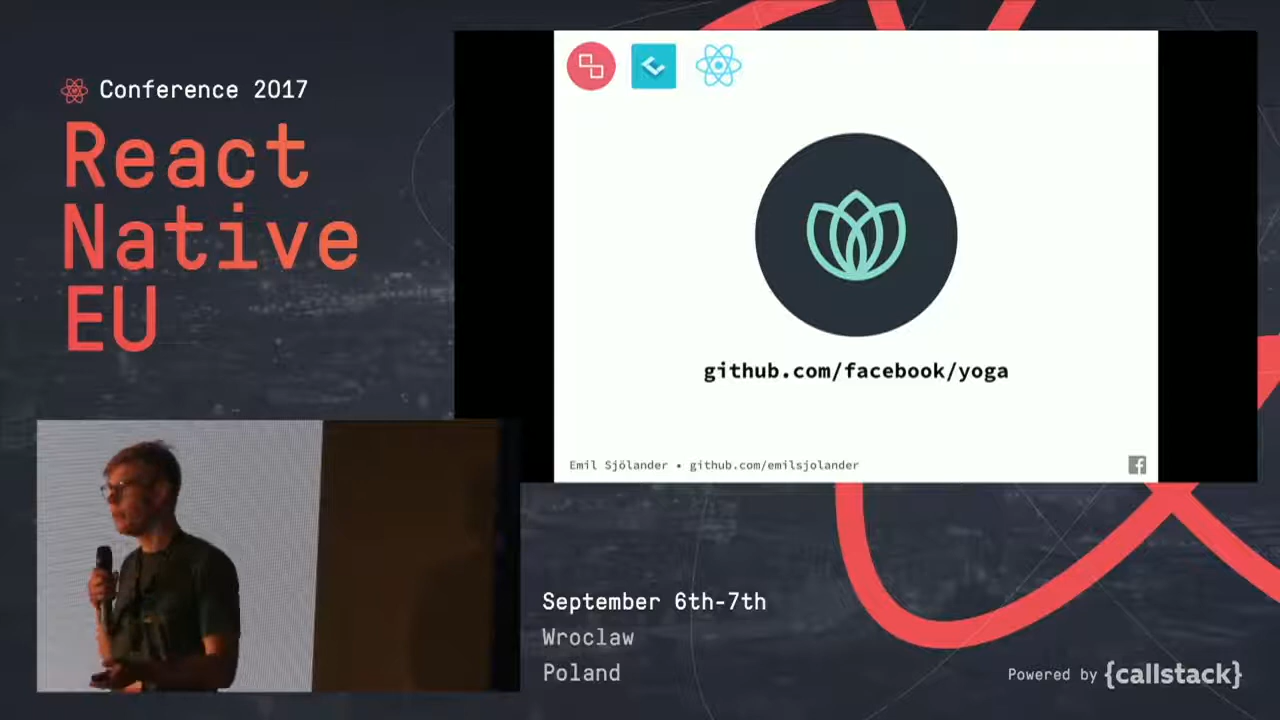 Conference 2017
React
Native
EU
github.com/facebook/yoga
Emil Sjölander • github.com/emilsjolander
September 6th-7th
Wroclaw
Poland
Powered by {callstack}